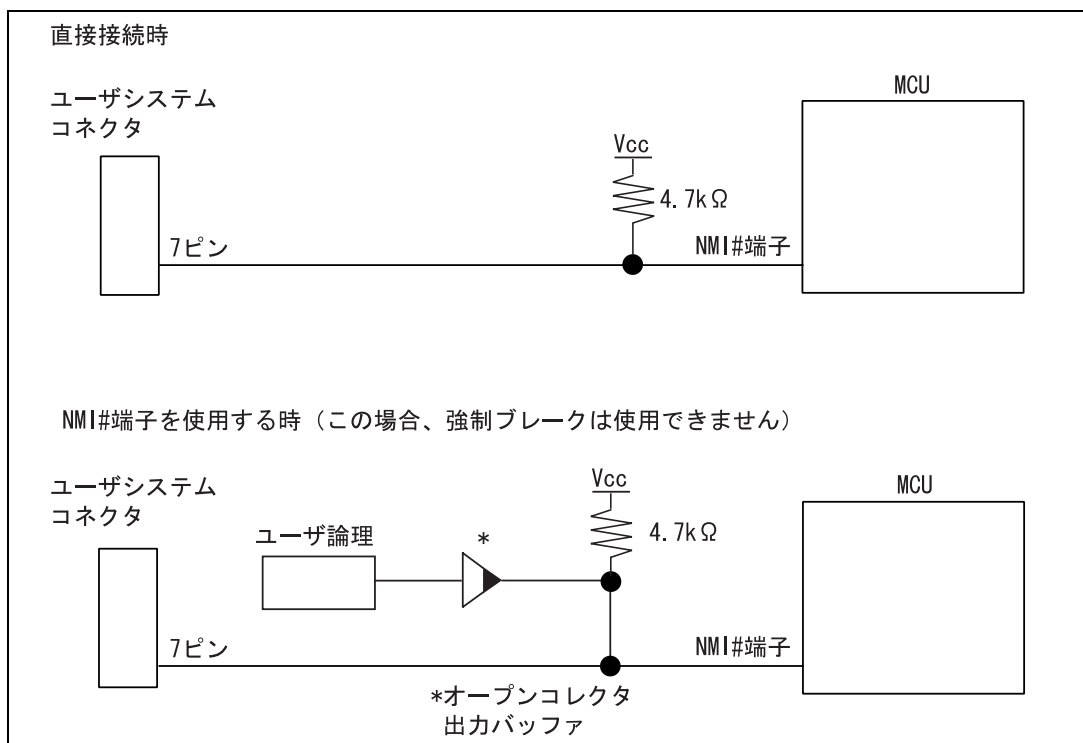 直接接続時
MCU
ユーザシステム
コネクタ
Vcc
4.7kΩ
7ピン
NMI#端子
NMI#端子を使用する時（この場合、強制ブレークは使用できません）
ユーザシステム
コネクタ
Vcc
MCU
ユーザ論理
*
4.7kΩ
7ピン
NMI#端子
*オープンコレクタ
出力バッファ